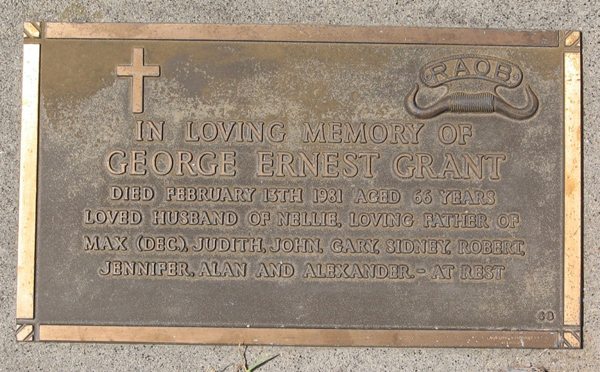 RAOB
IN LOVING MEMORY OF
GEORGE ERNEST GRANT
DIED FEBRUARY 13TH 1981 AGED 66 YEARS
LOVED HUSBAND OF NELLIE, LOVING FATHER OF
MAX (DEC.), JUDITH, JOHN, GARY, SIDNEY, ROBERT,
JENNIFER, ALAN AND ALEXANDER. - AT REST